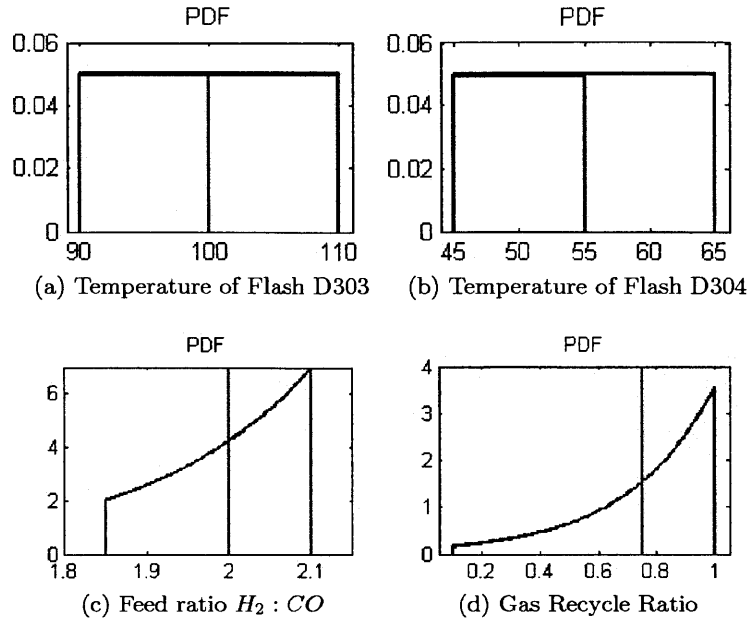 PDF
0.06
0.04
0.02
0
90 100 110
(a) Temperature of Flash D303
PDF
0.06
0.04
0.02
0
45 50 55 60 65
(b) Temperature of Flash D304
PDF
6
4
2
0
1.8 1.9 2 2.1
(c) Feed ratio H₂ : CO
PDF
4
3
2
1
0
0.2 0.4 0.6 0.8 1
(d) Gas Recycle Ratio